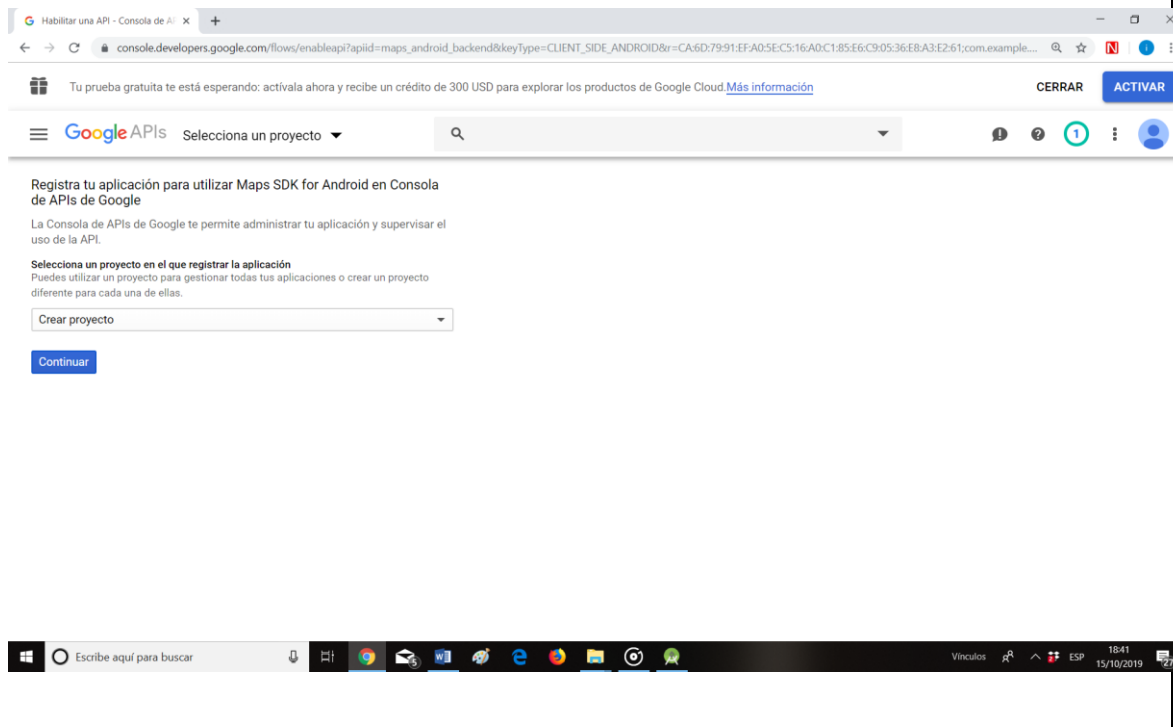 Habilitar una API - Consola de AP
console.developers.google.com/flows/enableapi?apiid=maps_android_backend&keyType=CLIENT_SIDE_ANDROID&r=CA:6D:79:91:EF:A0:5E:C5:16:A0:C1:85:E6:C9:05:36:E8:A3:E2:61;com.example....
Tu prueba gratuita te está esperando: actívala ahora y recibe un crédito de 300 USD para explorar los productos de Google Cloud.Más información
CERRAR
ACTIVAR
Google APIs
Selecciona un proyecto
1
Registra tu aplicación para utilizar Maps SDK for Android en Consola
de APIs de Google
La Consola de APIs de Google te permite administrar tu aplicación y supervisar el
uso de la API.
Selecciona un proyecto en el que registrar la aplicación
Puedes utilizar un proyecto para gestionar todas tus aplicaciones o crear un proyecto
diferente para cada una de ellas.
Crear proyecto
Continuar
Escribe aquí para buscar
Vínculos
ESP
18:41
15/10/2019
27